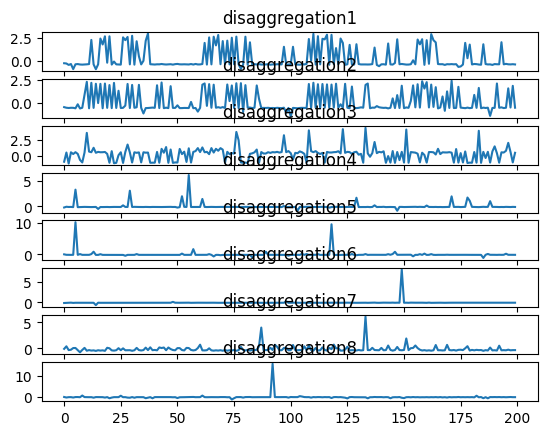 disaggregation1
2.5
0.0
disaggregation2
2.5
0.0
disaggregation3
2.5
0.0
disaggregation4
5
0
disaggregation5
10
0
disaggregation6
5
0
disaggregation7
5
0
disaggregation8
10
0
0 25 50 75 100 125 150 175 200